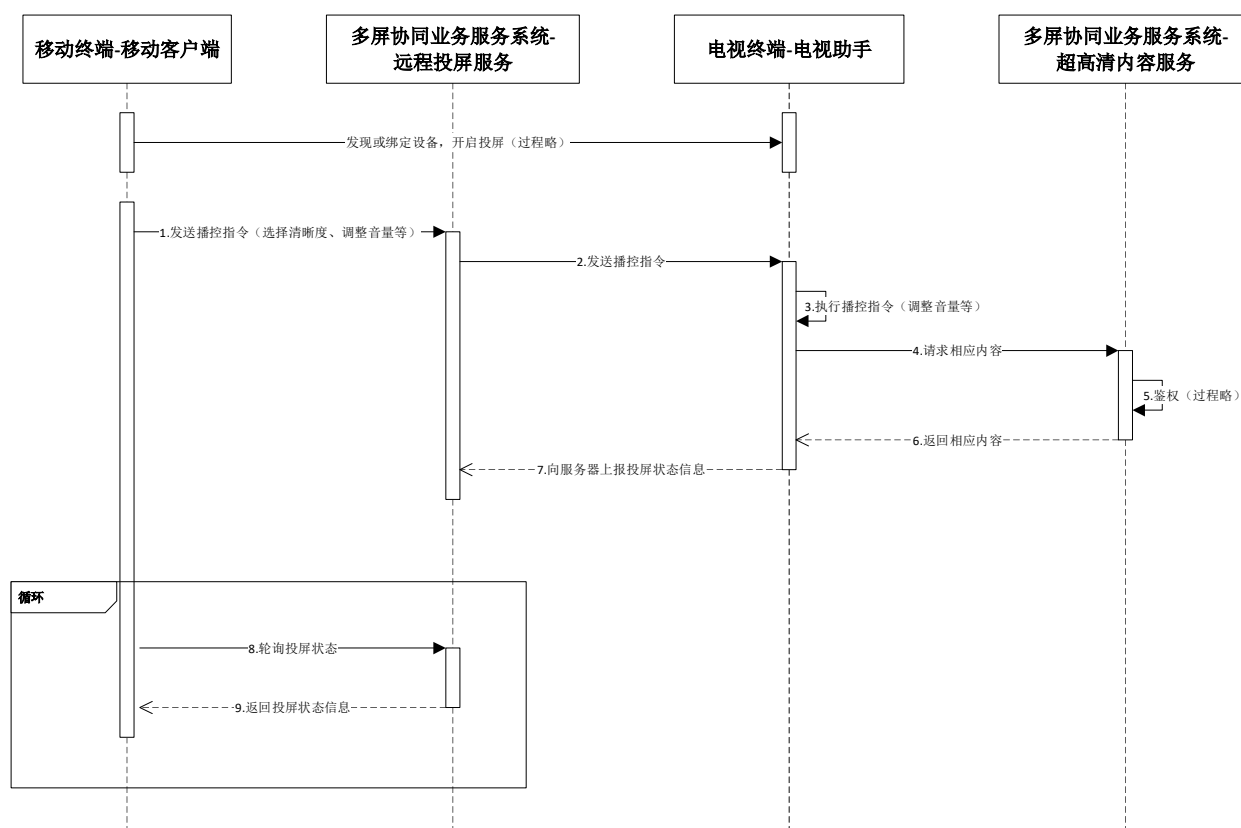 移动终端-移动客户端
多屏协同业务服务系统-
远程投屏服务
电视终端-电视助手
多屏协同业务服务系统-
超高清内容服务
发现或绑定设备，开启投屏（过程略）
1.发送播控指令（选择清晰度、调整音量等）
2.发送播控指令
3.执行播控指令（调整音量等）
4.请求相应内容
5.鉴权（过程略）
6.返回相应内容
7.向服务器上报投屏状态信息
循环
8.轮询投屏状态
9.返回投屏状态信息